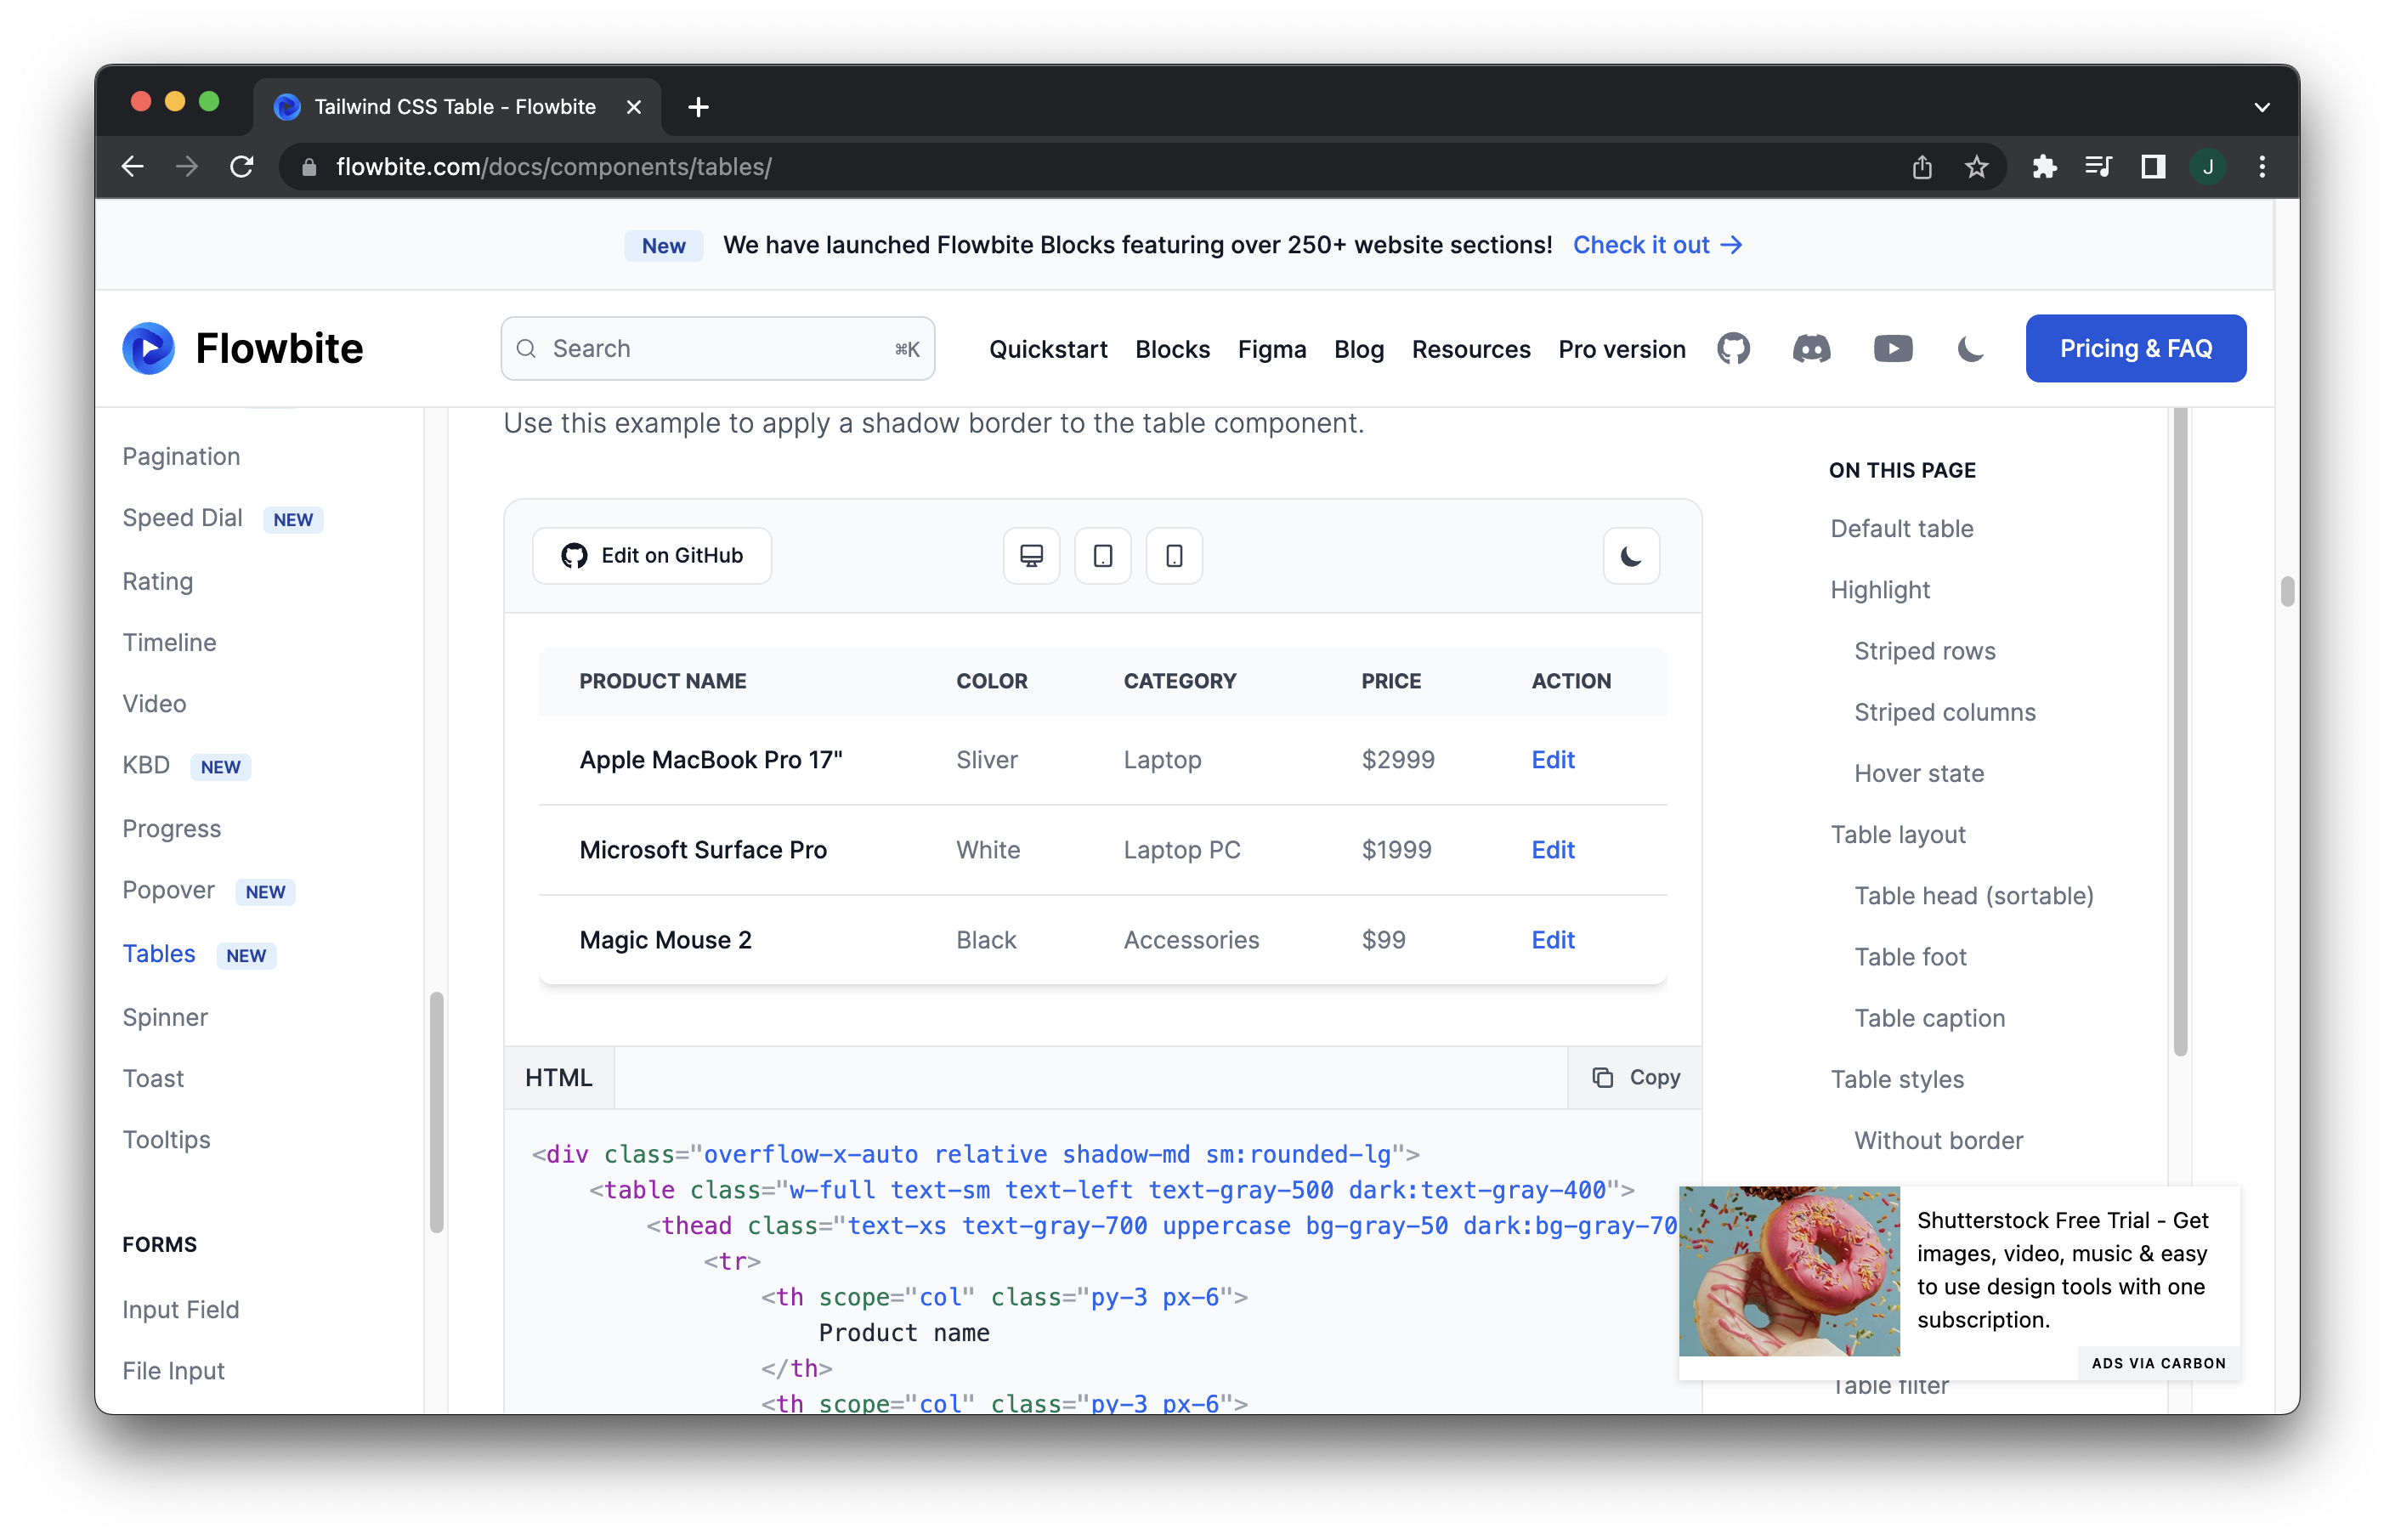 Tailwind CSS Table - Flowbite
flowbite.com/docs/components/tables/
J
New We have launched Flowbite Blocks featuring over 250+ website sections! Check it out →
Flowbite
Search ⌘K
Quickstart Blocks Figma Blog Resources Pro version
Pricing & FAQ
Pagination
Speed Dial NEW
Rating
Timeline
Video
KBD NEW
Progress
Popover NEW
Tables NEW
Spinner
Toast
Tooltips
FORMS
Input Field
File Input
Use this example to apply a shadow border to the table component.
Edit on GitHub
PRODUCT NAME COLOR CATEGORY PRICE ACTION
Apple MacBook Pro 17" Sliver Laptop $2999 Edit
Microsoft Surface Pro White Laptop PC $1999 Edit
Magic Mouse 2 Black Accessories $99 Edit
HTML
Copy
<div class="overflow-x-auto relative shadow-md sm:rounded-lg">
<table class="w-full text-sm text-left text-gray-500 dark:text-gray-400">
<thead class="text-xs text-gray-700 uppercase bg-gray-50 dark:bg-gray-70
<tr>
<th scope="col" class="py-3 px-6">
Product name
</th>
<th scope="col" class="py-3 px-6">
ON THIS PAGE
Default table
Highlight
Striped rows
Striped columns
Hover state
Table layout
Table head (sortable)
Table foot
Table caption
Table styles
Without border
Shutterstock Free Trial - Get
images, video, music & easy
to use design tools with one
subscription.
ADS VIA CARBON
Table filter